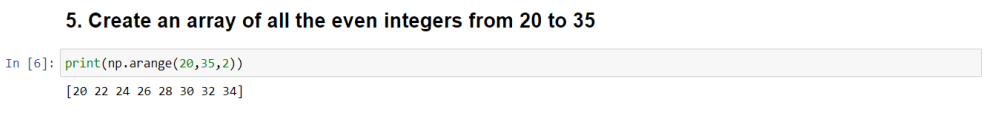 5. Create an array of all the even integers from 20 to 35
In [6]: print(np.arange(20,35,2))
[20 22 24 26 28 30 32 34]